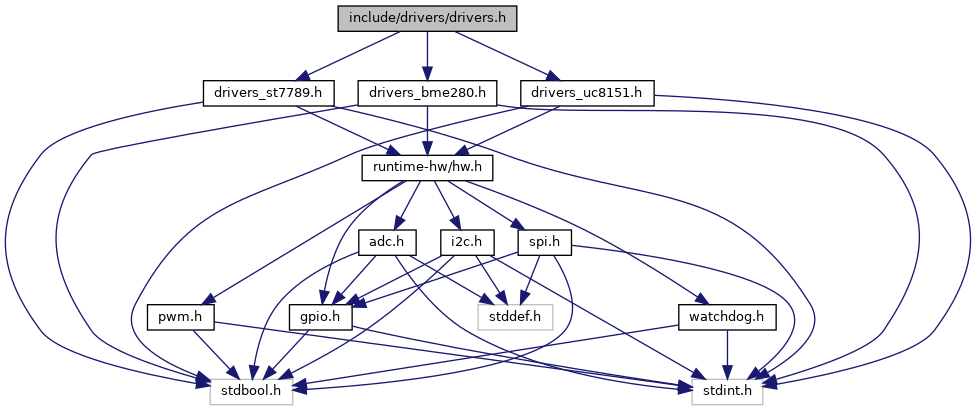 include/drivers/drivers.h
drivers_st7789.h
drivers_bme280.h
drivers_uc8151.h
runtime-hw/hw.h
adc.h
i2c.h
spi.h
pwm.h
gpio.h
stddef.h
watchdog.h
stdbool.h
stdint.h